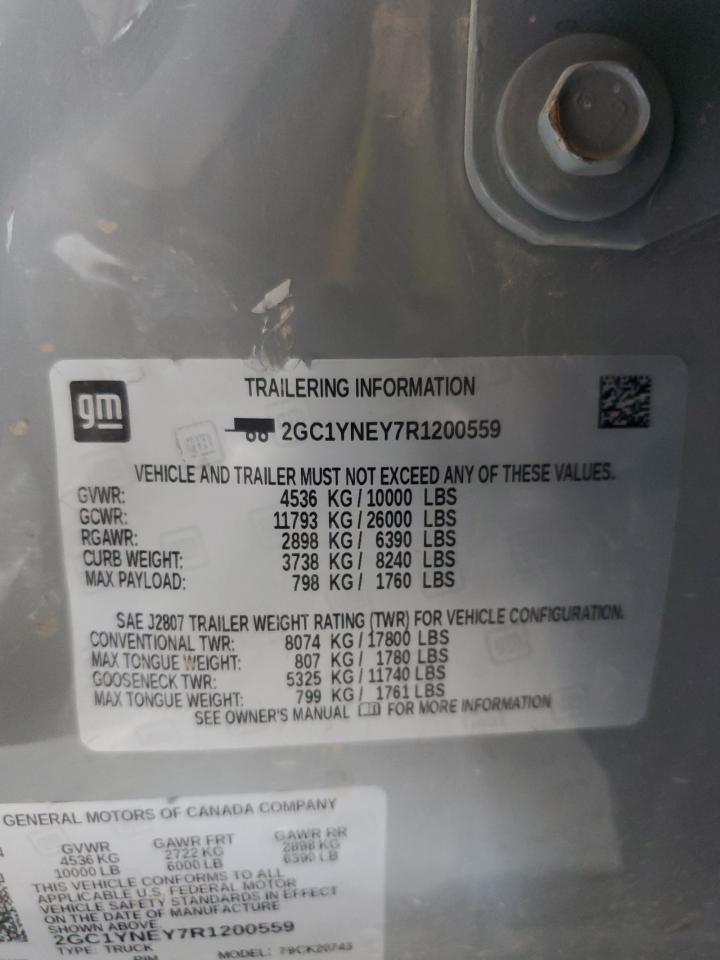 gm
TRAILERING INFORMATION
2GC1YNEY7R1200559
VEHICLE AND TRAILER MUST NOT EXCEED ANY OF THESE VALUES.
GVWR: 4536 KG / 10000 LBS
GCWR: 11793 KG / 26000 LBS
RGAWR: 2898 KG / 6390 LBS
CURB WEIGHT: 3738 KG / 8240 LBS
MAX PAYLOAD: 798 KG / 1760 LBS
SAE J2807 TRAILER WEIGHT RATING (TWR) FOR VEHICLE CONFIGURATION.
CONVENTIONAL TWR: 8074 KG / 17800 LBS
MAX TONGUE WEIGHT: 807 KG / 1780 LBS
GOOSENECK TWR: 5325 KG / 11740 LBS
MAX TONGUE WEIGHT: 799 KG / 1761 LBS
SEE OWNER'S MANUAL FOR MORE INFORMATION
GENERAL MOTORS OF CANADA COMPANY
GVWR GAWR FRT GAWR RR
4536 KG 2722 KG 2898 KG
10000 LB 6000 LB 6390 LB
THIS VEHICLE CONFORMS TO ALL
APPLICABLE U.S. FEDERAL MOTOR
VEHICLE SAFETY STANDARDS IN EFFECT
ON THE DATE OF MANUFACTURE
SHOWN ABOVE.
2GC1YNEY7R1200559
TYPE: TRUCK MODEL: 79CK20743
RIM